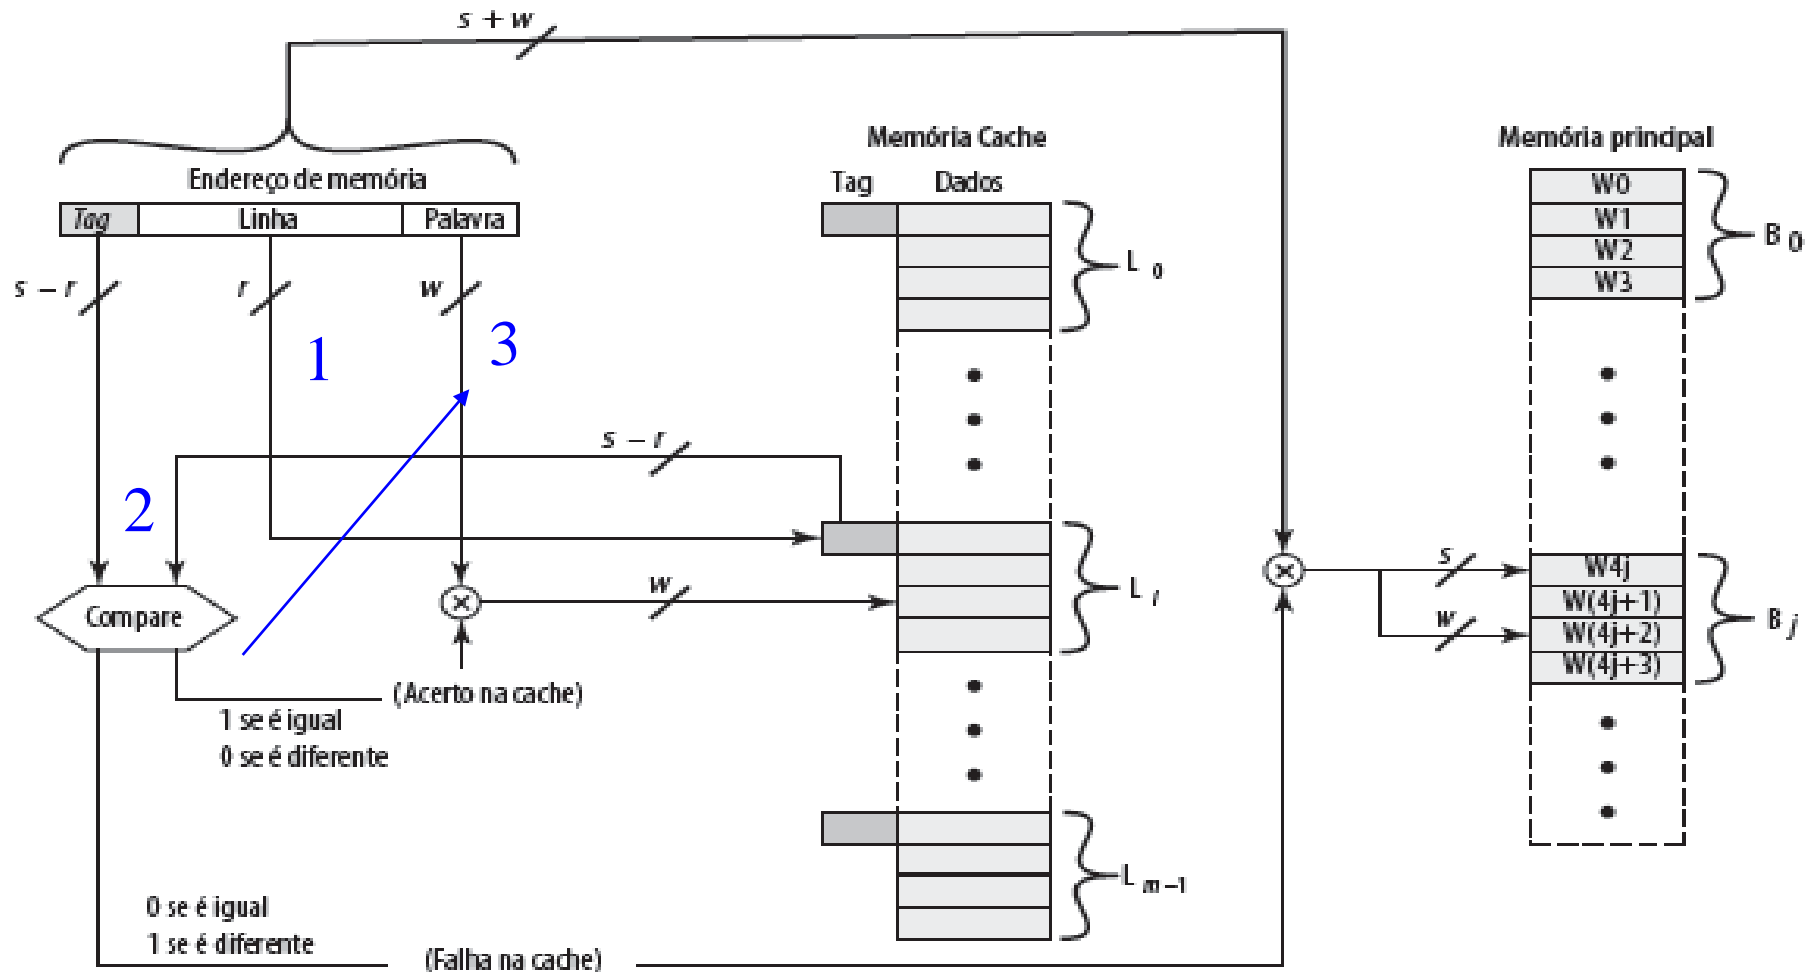 s + w
Memória Cache
Memória principal
Endereço de memória
Tag
Dados
W0
Tag
Linha
Palavra
W1
B 0
W2
L 0
W3
s – r
r
w
1
3
s – r
2
s
W4j
Compare
w
L i
w
W(4j+1)
B j
W(4j+2)
W(4j+3)
(Acerto na cache)
1 se é igual
0 se é diferente
L m–1
0 se é igual
1 se é diferente
(Falha na cache)